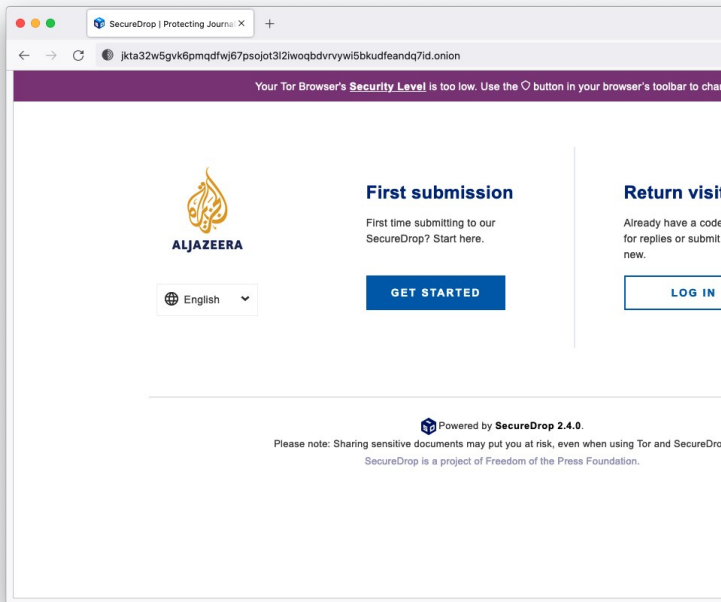 SecureDrop | Protecting Journal
jkta32w5gvk6pmqdfwj67psojot3l2iwoqbdvrvywi5bkudfeandq7id.onion
Your Tor Browser's Security Level is too low. Use the button in your browser's toolbar to chan
ALJAZEERA
English
First submission
First time submitting to our
SecureDrop? Start here.
GET STARTED
Return visit
Already have a code
for replies or submit
new.
LOG IN
Powered by SecureDrop 2.4.0.
Please note: Sharing sensitive documents may put you at risk, even when using Tor and SecureDro
SecureDrop is a project of Freedom of the Press Foundation.